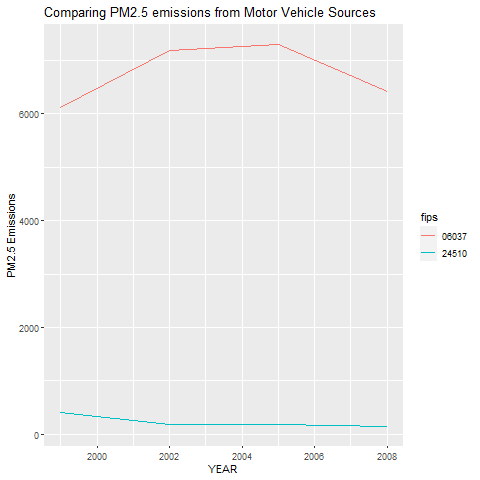 Comparing PM2.5 emissions from Motor Vehicle Sources
PM2.5 Emissions
6000
4000
2000
0
2000 2002 2004 2006 2008
YEAR
fips
06037
24510